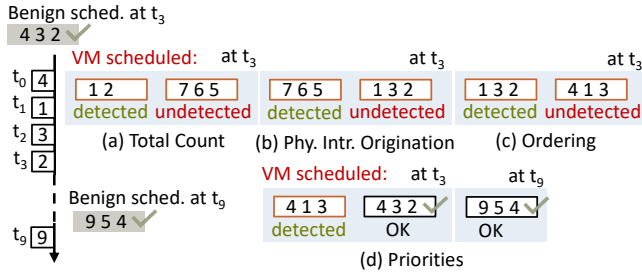 Benign sched. at t3
4 3 2
VM scheduled: at t3 at t3 at t3
t0 4
1 2 7 6 5 7 6 5 1 3 2 1 3 2 4 1 3
t1 1
detected undetected detected undetected detected undetected
t2 3
(a) Total Count (b) Phy. Intr. Origination (c) Ordering
t3 2
VM scheduled: at t3 at t9
Benign sched. at t9
9 5 4
4 1 3 4 3 2 9 5 4
t9 9
detected OK OK
(d) Priorities